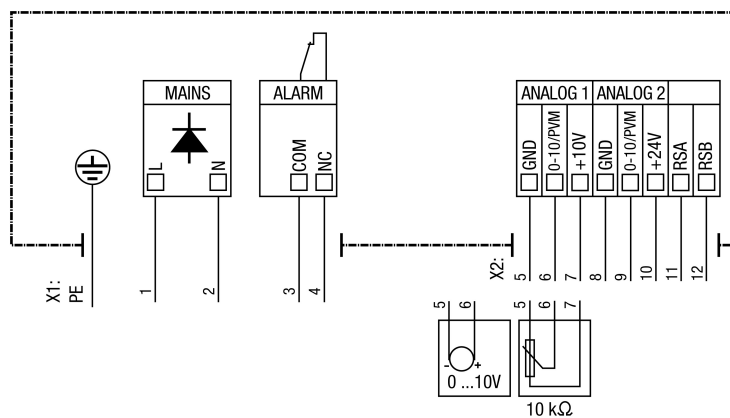 MAINS
ALARM
ANALOG 1
ANALOG 2
L
N
COM
NC
GND
0-10/PVM
+10V
GND
0-10/PVM
+24V
RSA
RSB
X1:
PE
1
2
3
4
X2:
5
6
7
8
9
10
11
12
5
6
5
6
7
- +
0 ...10V
10 kΩ